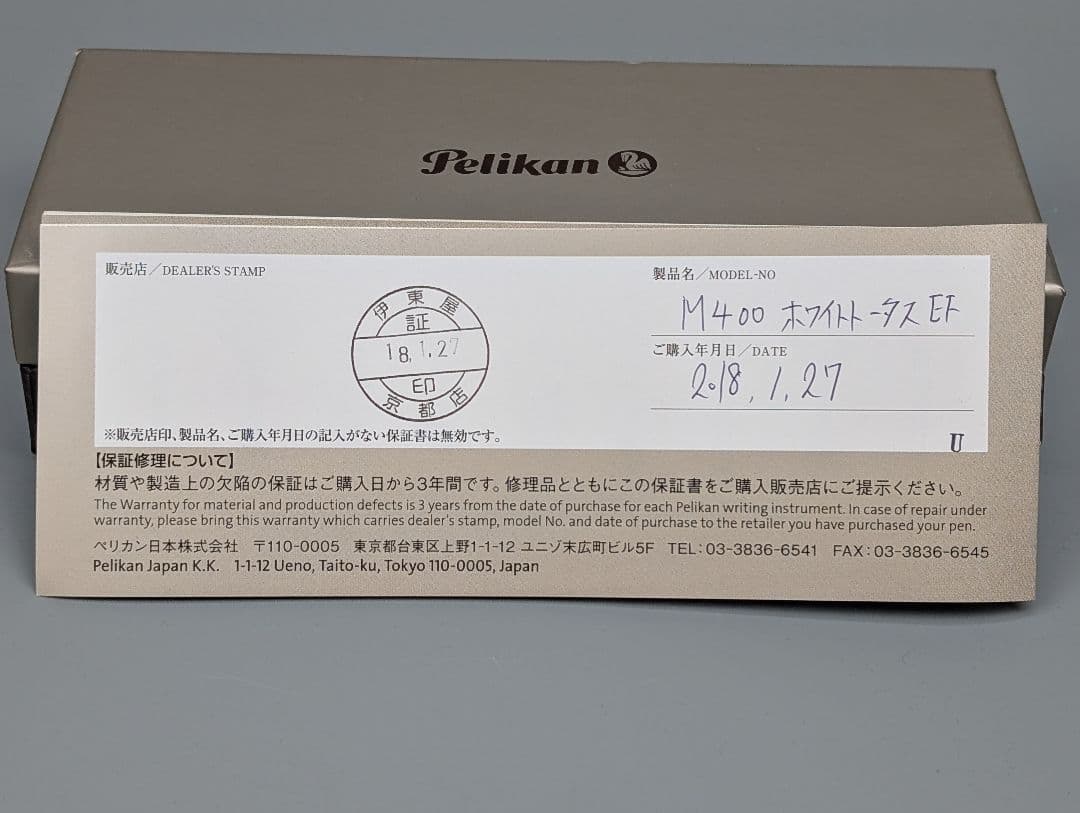 Pelikan
販売店/DEALER'S STAMP
伊東屋
証
18.1.27
印
京都店
製品名/MODEL-NO
M400 ホワイトトータス EF
ご購入年月日/DATE
2018.1.27
※販売店印、製品名、ご購入年月日の記入がない保証書は無効です。
U
【保証修理について】
材質や製造上の欠陥の保証はご購入日から3年間です。修理品とともにこの保証書をご購入販売店にご提示ください。
The Warranty for material and production defects is 3 years from the date of purchase for each Pelikan writing instrument. In case of repair under
warranty, please bring this warranty which carries dealer's stamp, model No. and date of purchase to the retailer you have purchased your pen.
ペリカン日本株式会社 〒110-0005 東京都台東区上野1-1-12 ユニゾ末広町ビル5F TEL:03-3836-6541 FAX:03-3836-6545
Pelikan Japan K.K. 1-1-12 Ueno, Taito-ku, Tokyo 110-0005, Japan